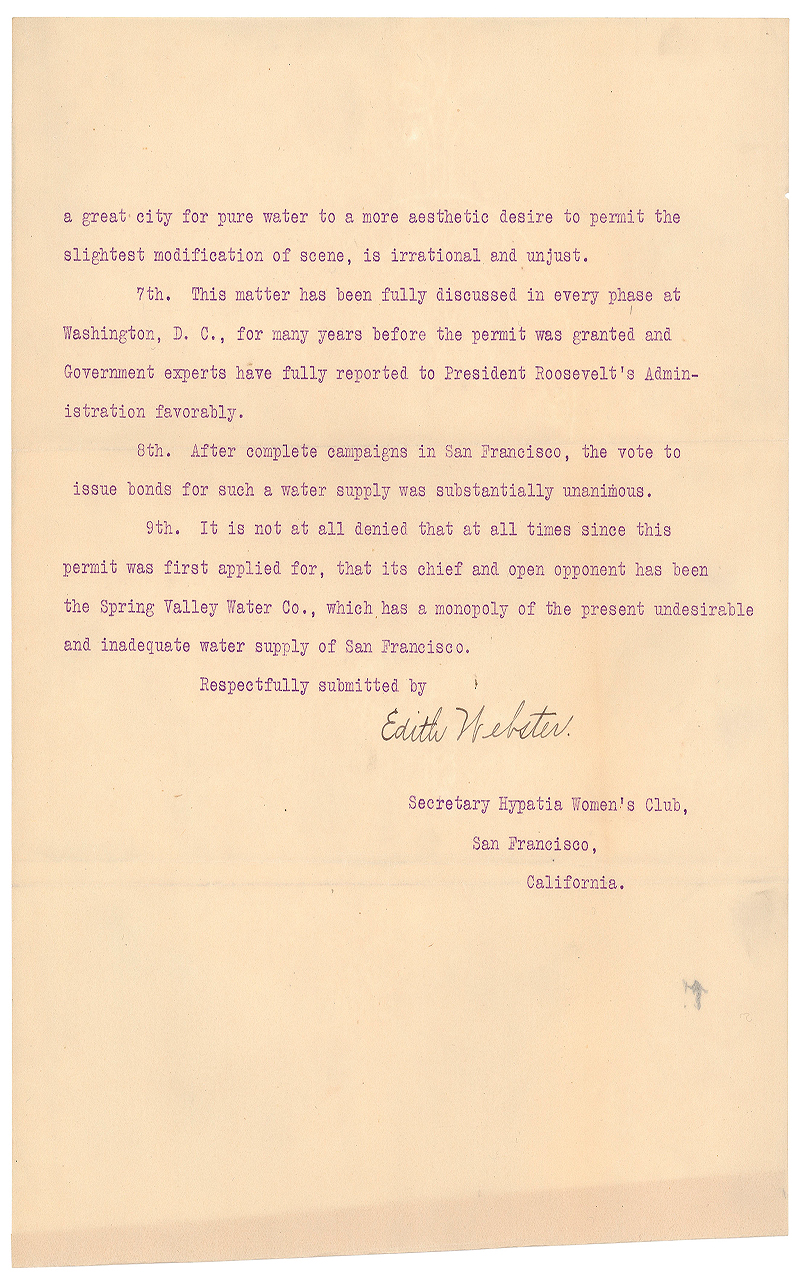 a great city for pure water to a more aesthetic desire to permit the
slightest modification of scene, is irrational and unjust.
7th. This matter has been fully discussed in every phase at
Washington, D. C., for many years before the permit was granted and
Government experts have fully reported to President Roosevelt's Admin-
istration favorably.
8th. After complete campaigns in San Francisco, the vote to
issue bonds for such a water supply was substantially unanimous.
9th. It is not at all denied that at all times since this
permit was first applied for, that its chief and open opponent has been
the Spring Valley Water Co., which has a monopoly of the present undesirable
and inadequate water supply of San Francisco.
Respectfully submitted by
Edith Webster.
Secretary Hypatia Women's Club,
San Francisco,
California.